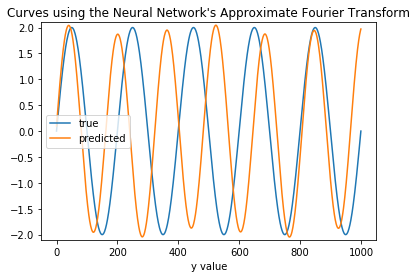 Curves using the Neural Network's Approximate Fourier Transform
2.0
1.5
1.0
0.5
0.0
−0.5
−1.0
−1.5
−2.0
true
predicted
0 200 400 600 800 1000
y value